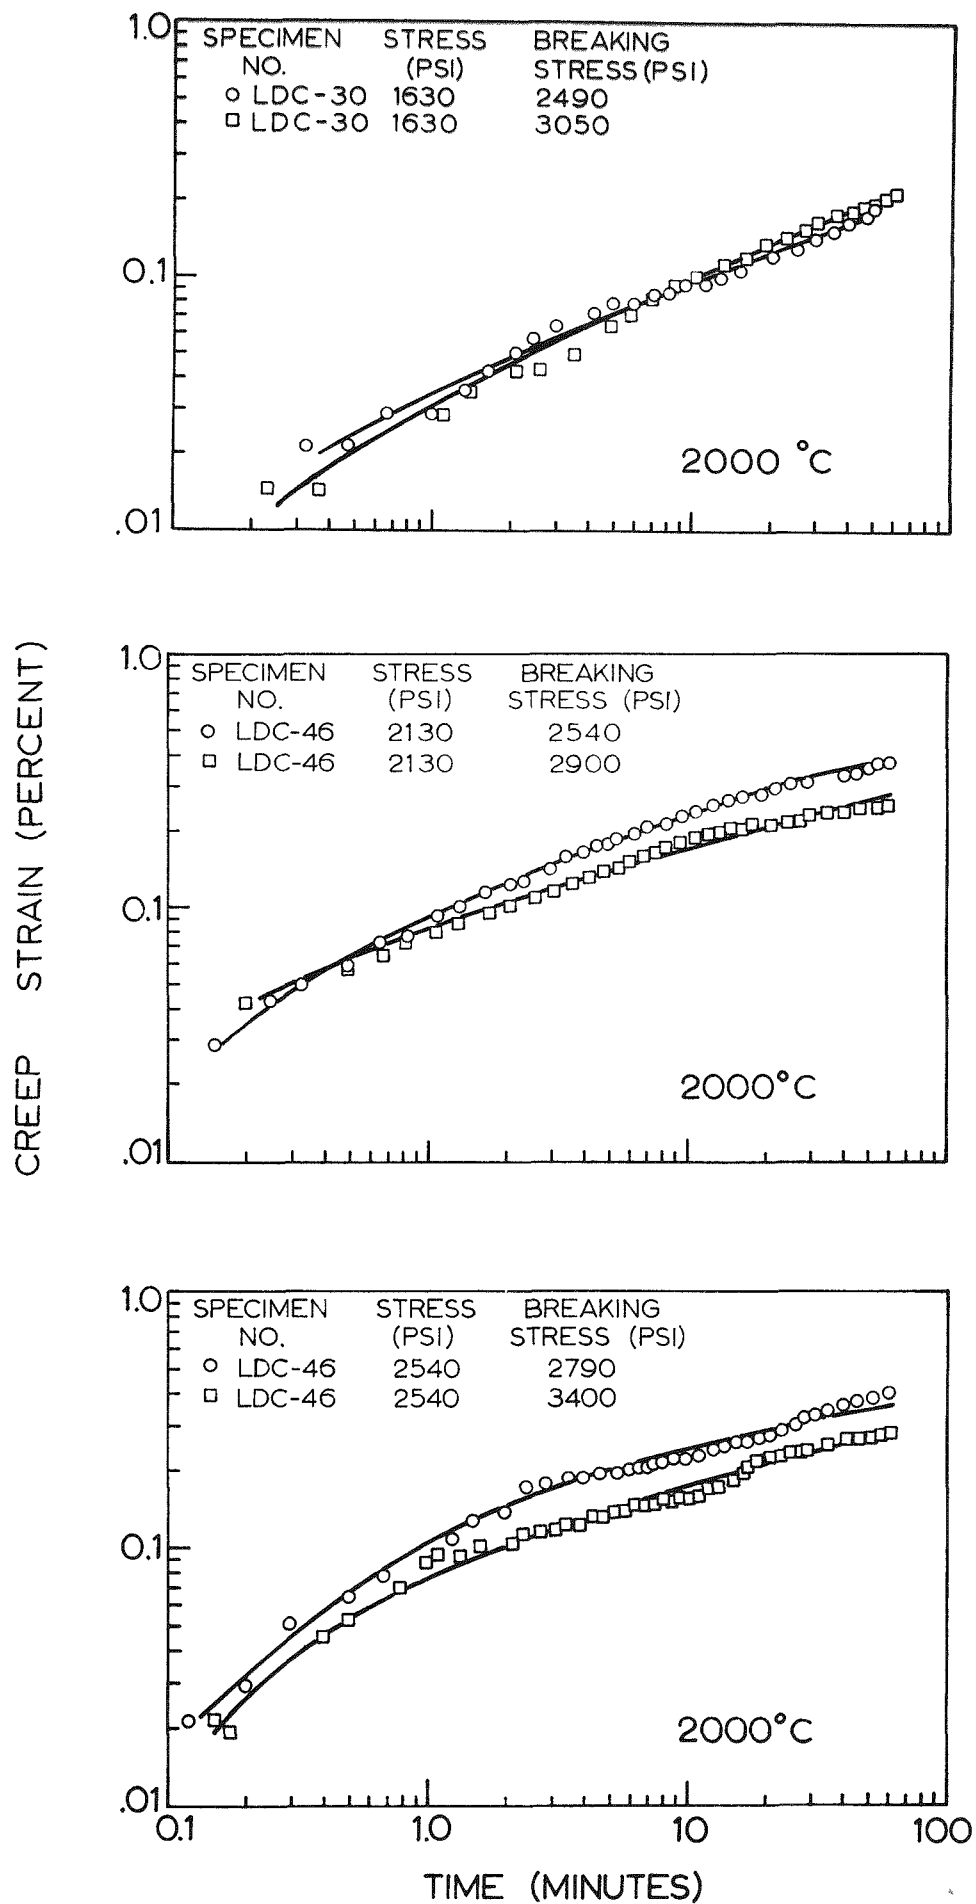 1.0
SPECIMEN STRESS BREAKING
NO. (PSI) STRESS (PSI)
○ LDC-30 1630 2490
□ LDC-30 1630 3050
0.1
2000 °C
.01
CREEP STRAIN (PERCENT)
1.0
SPECIMEN STRESS BREAKING
NO. (PSI) STRESS (PSI)
○ LDC-46 2130 2540
□ LDC-46 2130 2900
0.1
2000°C
.01
1.0
SPECIMEN STRESS BREAKING
NO. (PSI) STRESS (PSI)
○ LDC-46 2540 2790
□ LDC-46 2540 3400
0.1
2000°C
.01
0.1 1.0 10 100
TIME (MINUTES)